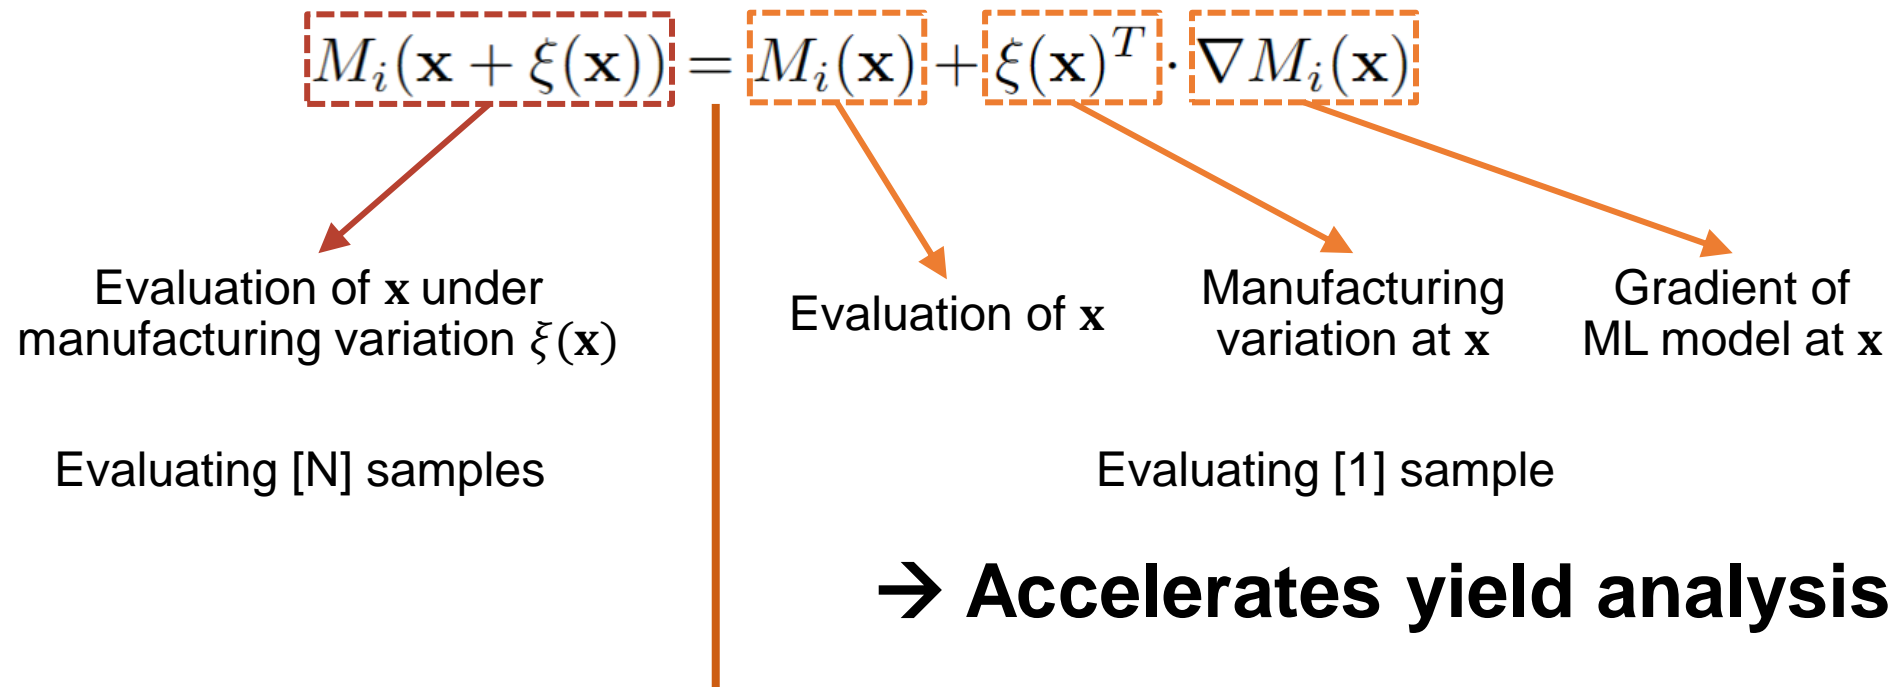 M_i(x + ξ(x)) = M_i(x) + ξ(x)^T · ∇M_i(x)
Evaluation of x under
manufacturing variation ξ(x)
Evaluation of x
Manufacturing
variation at x
Gradient of
ML model at x
Evaluating [N] samples
Evaluating [1] sample
→ Accelerates yield analysis